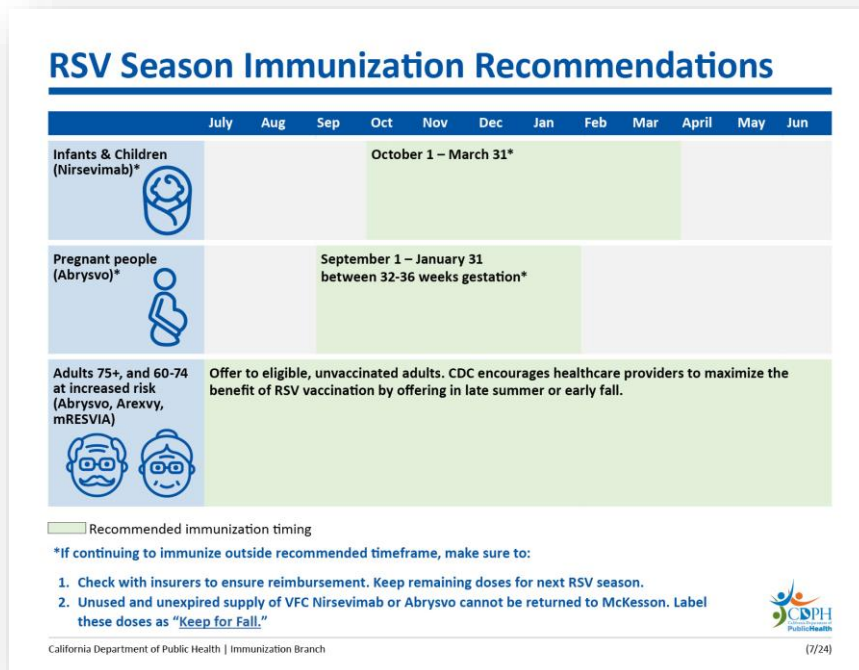 RSV Season Immunization Recommendations
July Aug Sep Oct Nov Dec Jan Feb Mar April May Jun
Infants & Children
(Nirsevimab)*
October 1 – March 31*
Pregnant people
(Abrysvo)*
September 1 – January 31
between 32-36 weeks gestation*
Adults 75+, and 60-74
at increased risk
(Abrysvo, Arexvy,
mRESVIA)
Offer to eligible, unvaccinated adults. CDC encourages healthcare providers to maximize the
benefit of RSV vaccination by offering in late summer or early fall.
Recommended immunization timing
*If continuing to immunize outside recommended timeframe, make sure to:
1. Check with insurers to ensure reimbursement. Keep remaining doses for next RSV season.
2. Unused and unexpired supply of VFC Nirsevimab or Abrysvo cannot be returned to McKesson. Label
these doses as “Keep for Fall.”
CDPH
California Department of
PublicHealth
California Department of Public Health | Immunization Branch
(7/24)